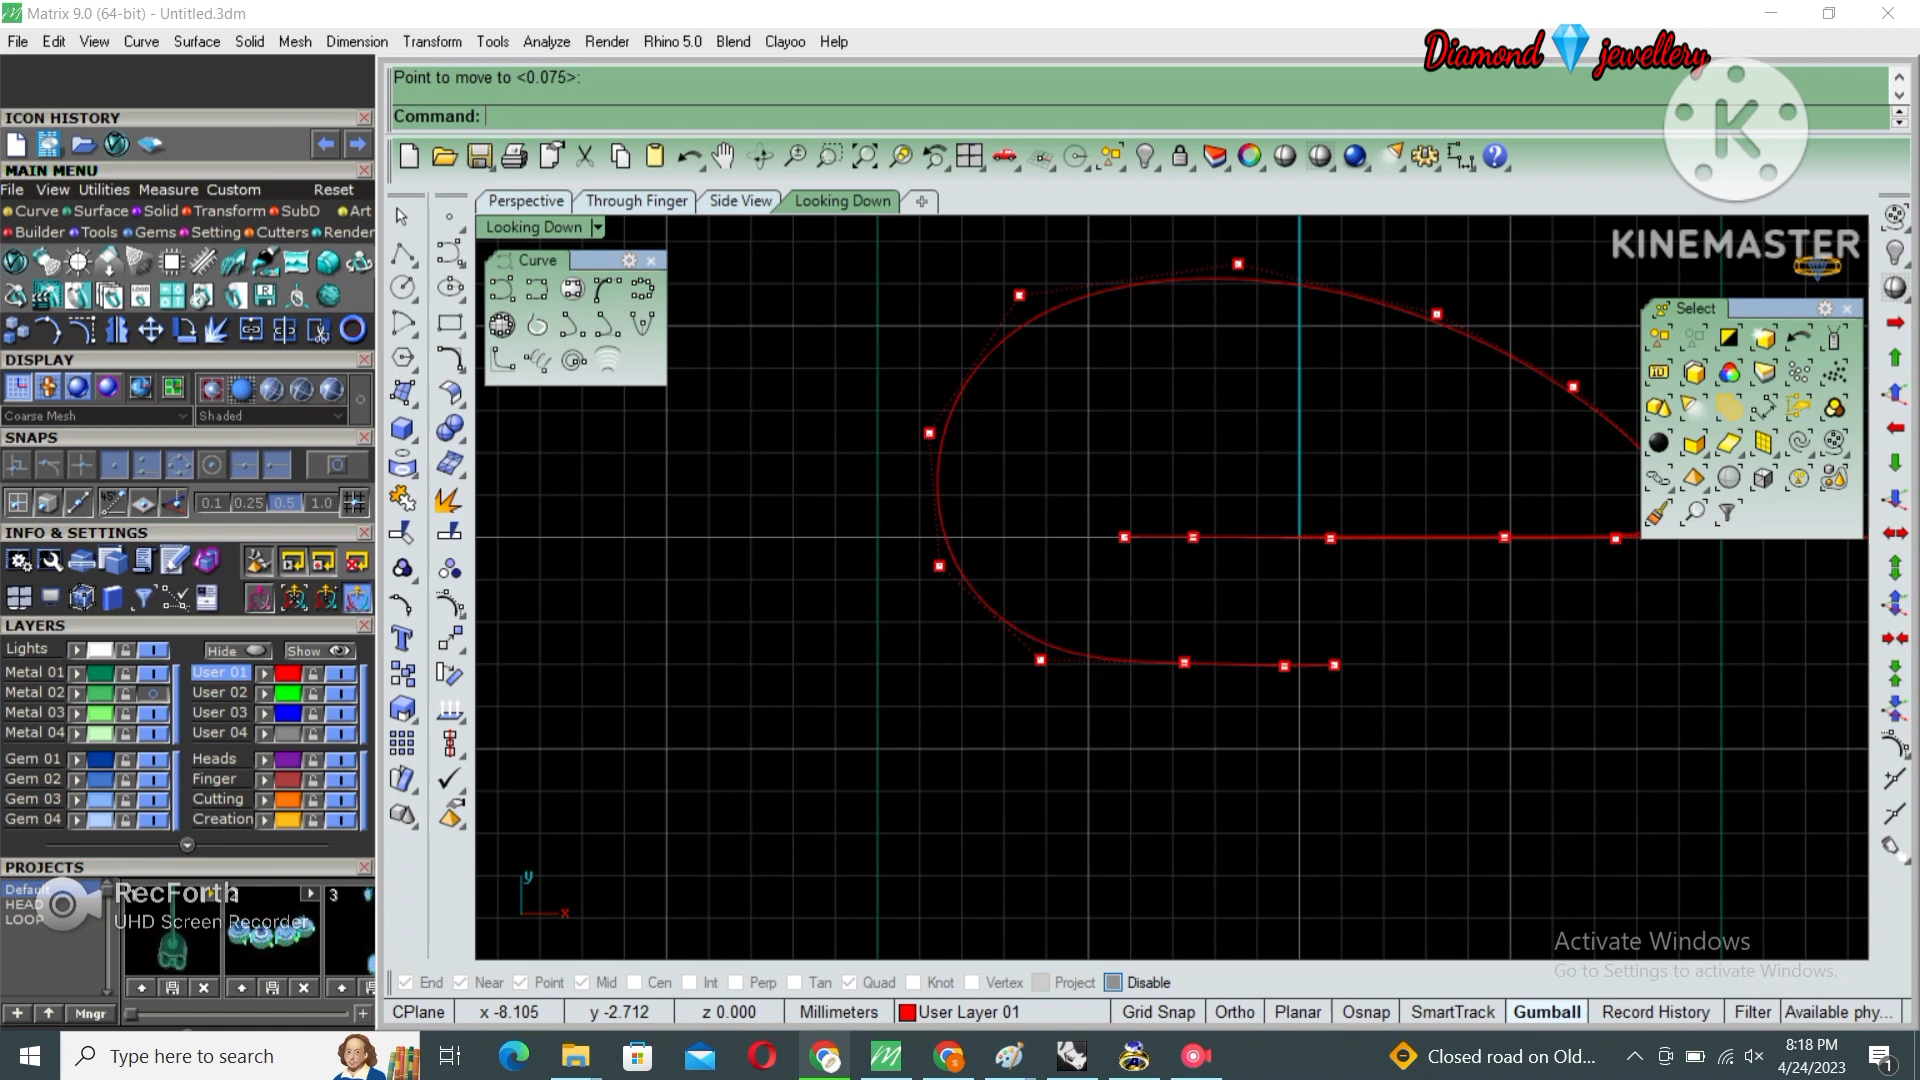 Matrix 9.0 (64-bit) - Untitled.3dm
File Edit View Curve Surface Solid Mesh Dimension Transform Tools Analyze Render Rhino 5.0 Blend Clayoo Help
Diamond jewellery
K
Point to move to <0.075>:
Command:
ICON HISTORY
MAIN MENU
File View Utilities Measure Custom Reset
Curve Surface Solid Transform SubD Art
Builder Tools Gems Setting Cutters Render
Perspective Through Finger Side View Looking Down
Looking Down
KINEMASTER
Curve
Select
DISPLAY
Coarse Mesh Shaded
SNAPS
0.1 0.25 0.5 1.0
INFO & SETTINGS
LAYERS
Lights Hide Show
Metal 01 User 01
Metal 02 User 02
Metal 03 User 03
Metal 04 User 04
Gem 01 Heads
Gem 02 Finger
Gem 03 Cutting
Gem 04 Creation
PROJECTS
Default
HEAD
LOOP
3
RecForth
UHD Screen Recorder
Mngr
y
x
Activate Windows
Go to Settings to activate Windows.
End Near Point Mid Cen Int Perp Tan Quad Knot Vertex Project Disable
CPlane x -8.105 y -2.712 z 0.000 Millimeters User Layer 01 Grid Snap Ortho Planar Osnap SmartTrack Gumball Record History Filter Available phy...
Type here to search
Closed road on Old...
8:18 PM
4/24/2023
1